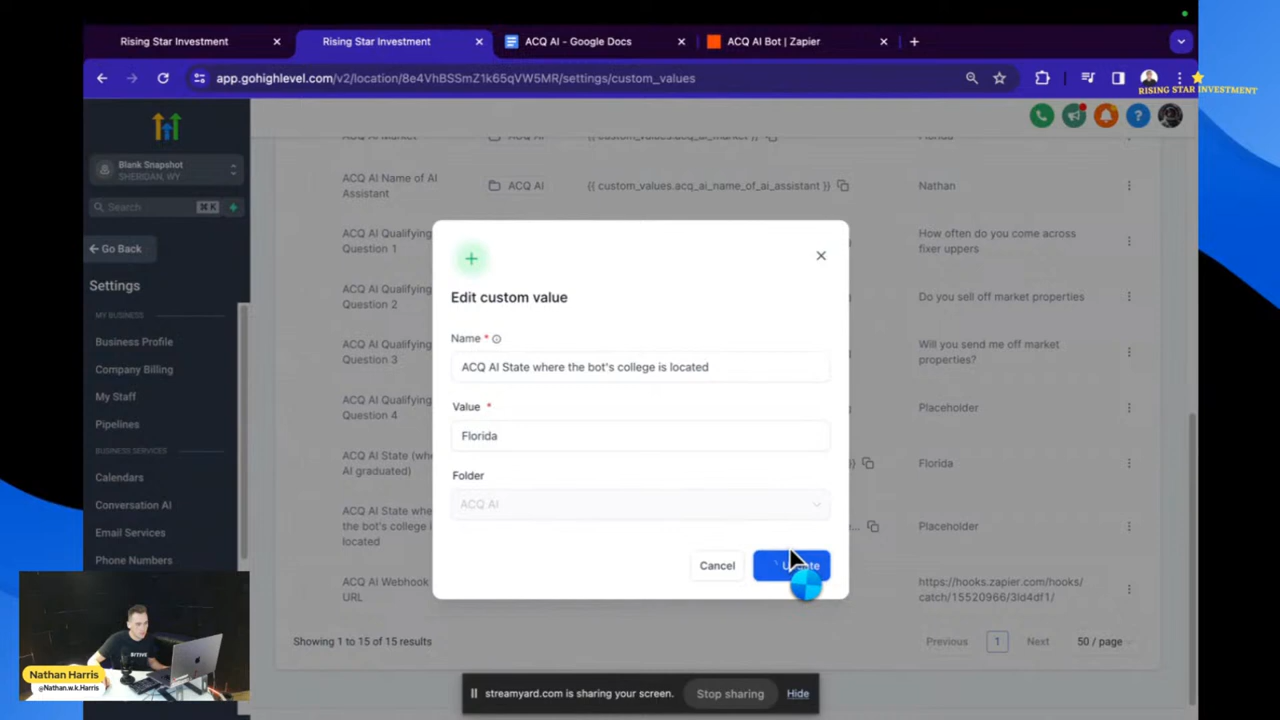 Rising Star Investment
Rising Star Investment
ACQ AI - Google Docs
ACQ AI Bot | Zapier
app.gohighlevel.com/v2/location/8e4VhBSSmZ1k65qVW5MR/settings/custom_values
RISING STAR INVESTMENT
Blank Snapshot
SHERIDAN, WY
Search
⌘ K
Go Back
Settings
MY BUSINESS
Business Profile
Company Billing
My Staff
Pipelines
BUSINESS SERVICES
Calendars
Conversation AI
Email Services
Phone Numbers
ACQ AI Market
{{ custom_values.acq_ai_market }}
Florida
ACQ AI Name of AI
Assistant
ACQ AI
{{ custom_values.acq_ai_name_of_ai_assistant }}
Nathan
ACQ AI Qualifying
Question 1
How often do you come across
fixer uppers
ACQ AI Qualifying
Question 2
Do you sell off market properties
ACQ AI Qualifying
Question 3
Will you send me off market
properties?
ACQ AI Qualifying
Question 4
Placeholder
ACQ AI State (whe
AI graduated)
}}
Florida
ACQ AI State where
the bot's college i
located
e...
Placeholder
ACQ AI Webhook
URL
https://hooks.zapier.com/hooks/
catch/15520966/3ld4df1/
Edit custom value
Name *
ACQ AI State where the bot's college is located
Value *
Florida
Folder
ACQ AI
Cancel
Update
Showing 1 to 15 of 15 results
Previous
1
Next
50 / page
streamyard.com is sharing your screen.
Stop sharing
Hide
Nathan Harris
@Nathan.w.k.Harris